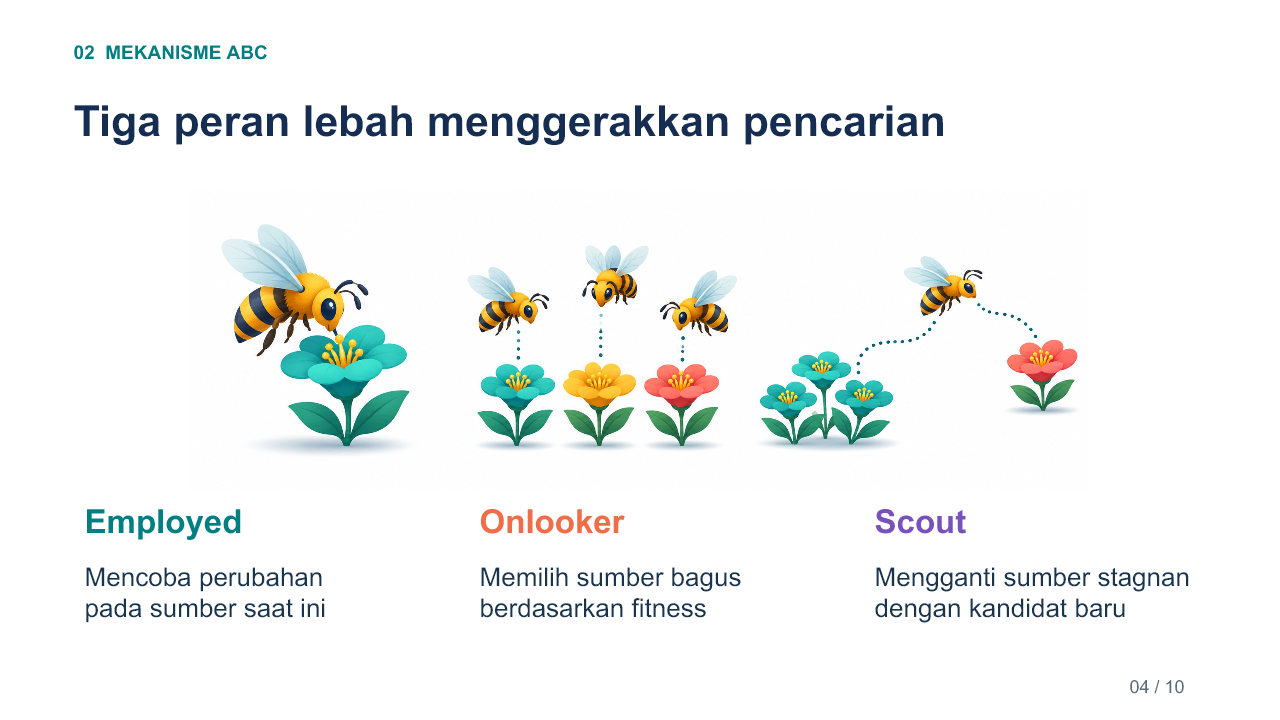 02 MEKANISME ABC
Tiga peran lebah menggerakkan pencarian
Employed
Mencoba perubahan
pada sumber saat ini
Onlooker
Memilih sumber bagus
berdasarkan fitness
Scout
Mengganti sumber stagnan
dengan kandidat baru
04 / 10